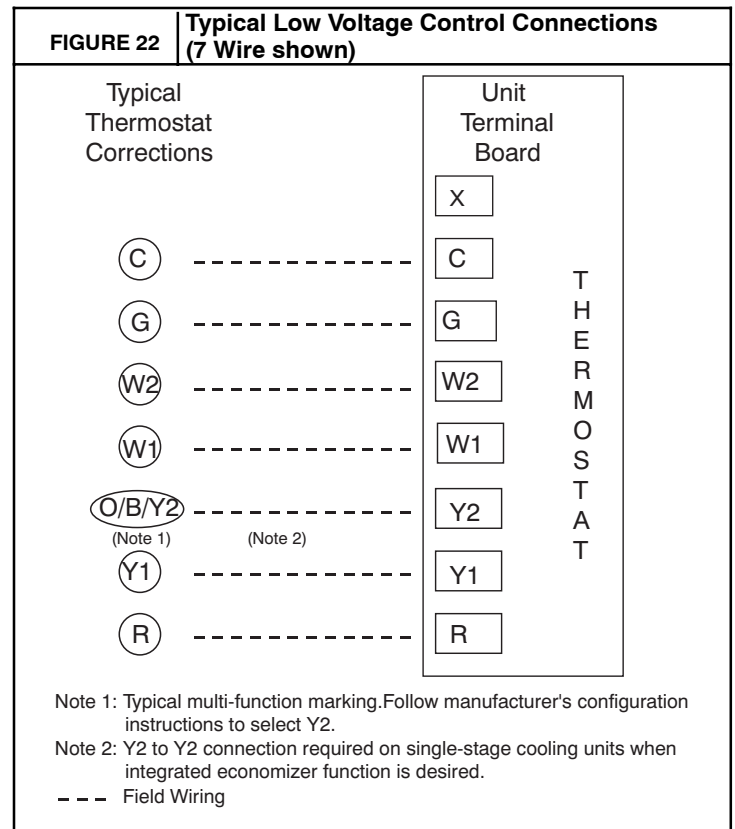 FIGURE 22
Typical Low Voltage Control Connections
(7 Wire shown)
Typical
Thermostat
Corrections
Unit
Terminal
Board
X
C C
G G
W2 W2
W1 W1
O/B/Y2 Y2
(Note 1) (Note 2)
Y1 Y1
R R
THERMOSTAT
Note 1: Typical multi-function marking.Follow manufacturer's configuration
instructions to select Y2.
Note 2: Y2 to Y2 connection required on single-stage cooling units when
integrated economizer function is desired.
Field Wiring